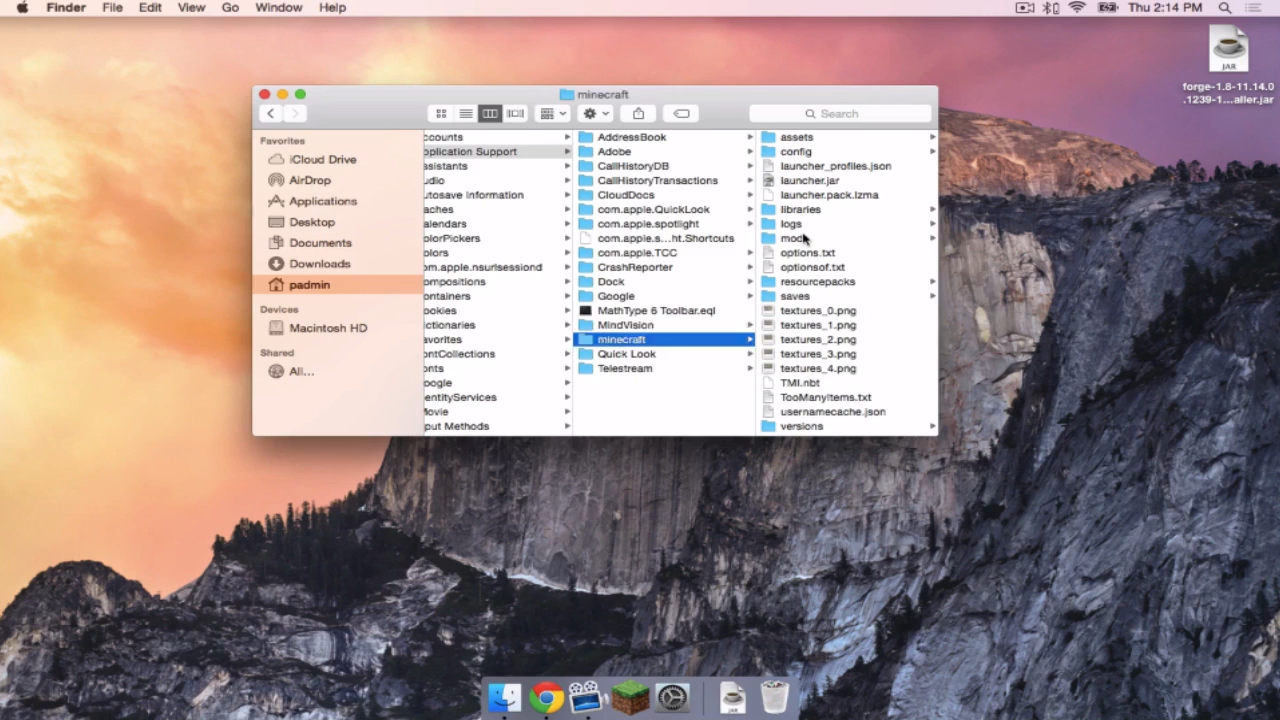 Finder File Edit View Go Window Help
Thu 2:14 PM
JAR
forge-1.8-11.14.0
.1239-1...aller.jar
minecraft
Search
Favorites
iCloud Drive
AirDrop
Applications
Desktop
Documents
Downloads
padmin
Devices
Macintosh HD
Shared
All...
ccounts
pplication Support
ssistants
udio
utosave Information
aches
alendars
olorPickers
olors
om.apple.nsurlsessiond
ompositions
ontainers
ookies
ictionaries
avorites
ontCollections
onts
oogle
entityServices
Movie
put Methods
AddressBook
Adobe
CallHistoryDB
CallHistoryTransactions
CloudDocs
com.apple.QuickLook
com.apple.spotlight
com.apple.s...ht.Shortcuts
com.apple.TCC
CrashReporter
Dock
Google
MathType 6 Toolbar.eql
MindVision
minecraft
Quick Look
Telestream
assets
config
launcher_profiles.json
launcher.jar
launcher.pack.lzma
libraries
logs
mods
options.txt
optionsof.txt
resourcepacks
saves
textures_0.png
textures_1.png
textures_2.png
textures_3.png
textures_4.png
TMI.nbt
TooManyItems.txt
usernamecache.json
versions
JAR